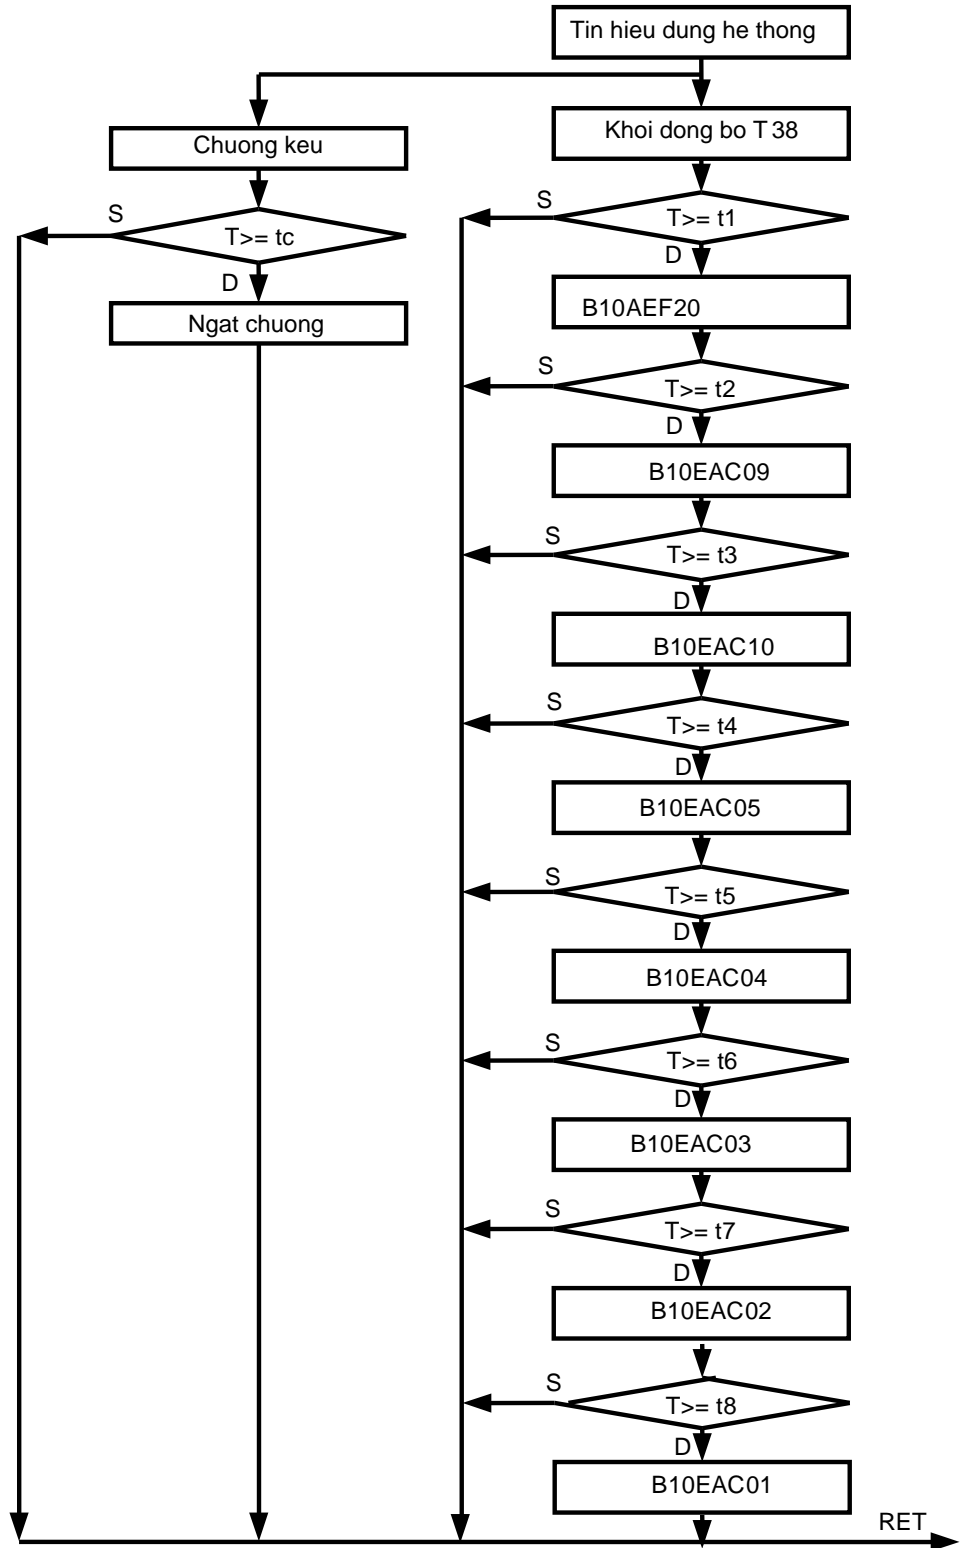 Tin hieu dung he thong
Chuong keu
S
T>= tc
D
Ngat chuong
Khoi dong bo T38
S
T>= t1
D
B10AEF20
S
T>= t2
D
B10EAC09
S
T>= t3
D
B10EAC10
S
T>= t4
D
B10EAC05
S
T>= t5
D
B10EAC04
S
T>= t6
D
B10EAC03
S
T>= t7
D
B10EAC02
S
T>= t8
D
B10EAC01
RET